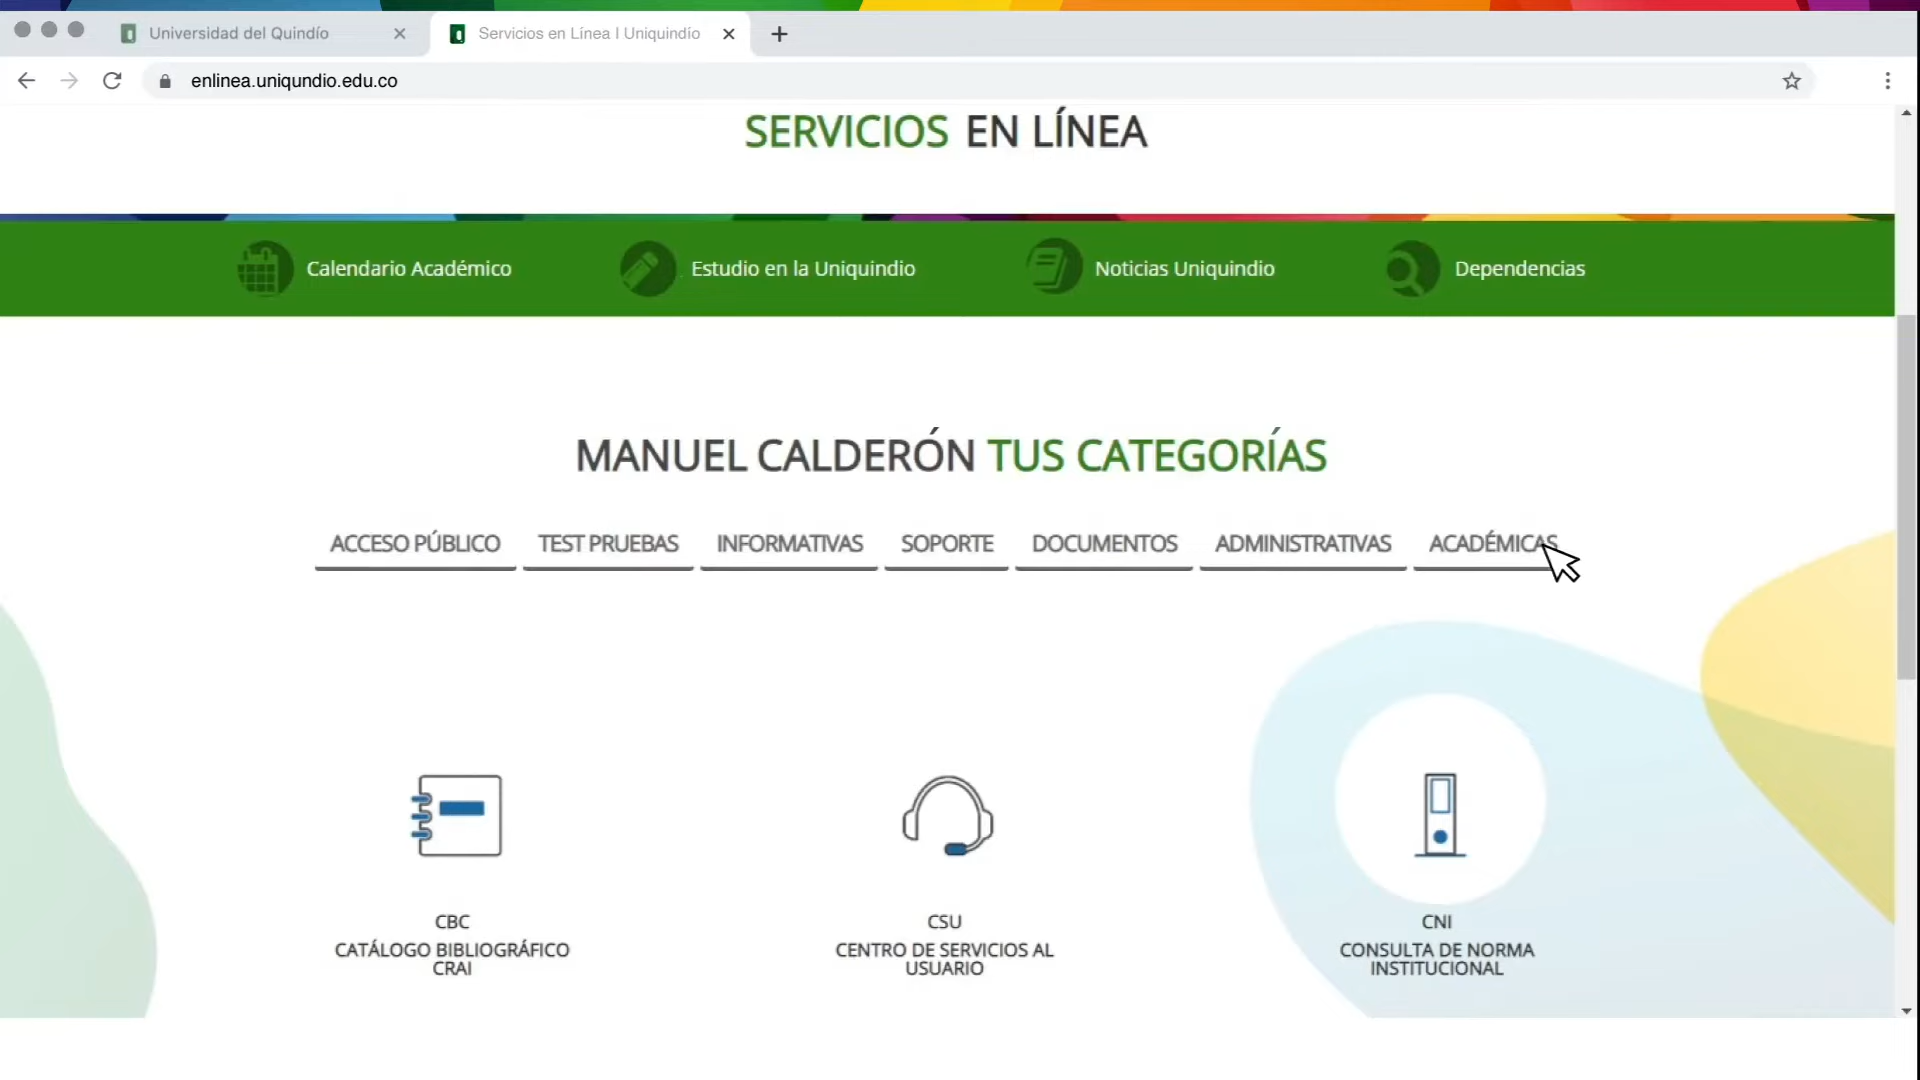 Universidad del Quindío
Servicios en Línea I Uniquindío
enlinea.uniqundio.edu.co
SERVICIOS EN LÍNEA
Calendario Académico
Estudio en la Uniquindio
Noticias Uniquindio
Dependencias
MANUEL CALDERÓN TUS CATEGORÍAS
ACCESO PÚBLICO
TEST PRUEBAS
INFORMATIVAS
SOPORTE
DOCUMENTOS
ADMINISTRATIVAS
ACADÉMICAS
CBC
CATÁLOGO BIBLIOGRÁFICO
CRAI
CSU
CENTRO DE SERVICIOS AL
USUARIO
CNI
CONSULTA DE NORMA
INSTITUCIONAL